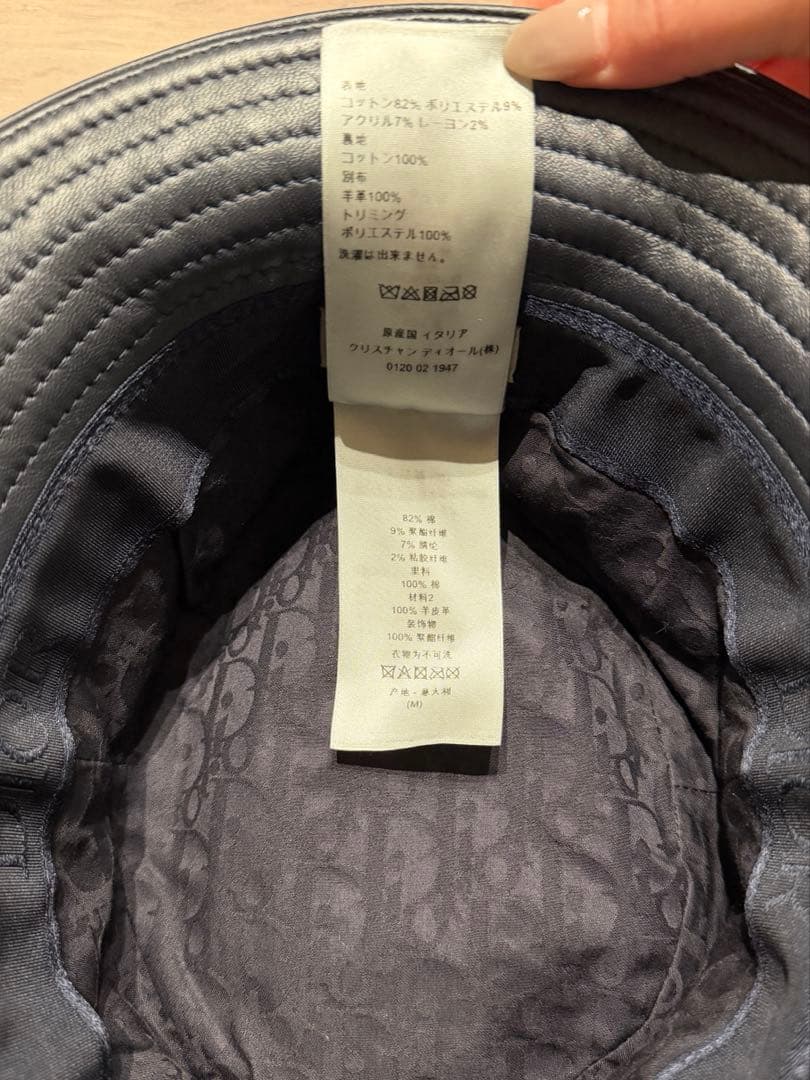 表地
コットン82% ポリエステル9%
アクリル7% レーヨン2%
裏地
コットン100%
別布
羊革100%
トリミング
ポリエステル100%
洗濯は出来ません。
原産国 イタリア
クリスチャン ディオール(株)
0120 02 1947
82% 棉
9% 聚酯纤维
7% 腈纶
2% 粘胶纤维
里料
100% 棉
材料2
100% 羊皮革
装饰物
100% 聚酯纤维
衣物为不可洗
产地 - 意大利
(M)